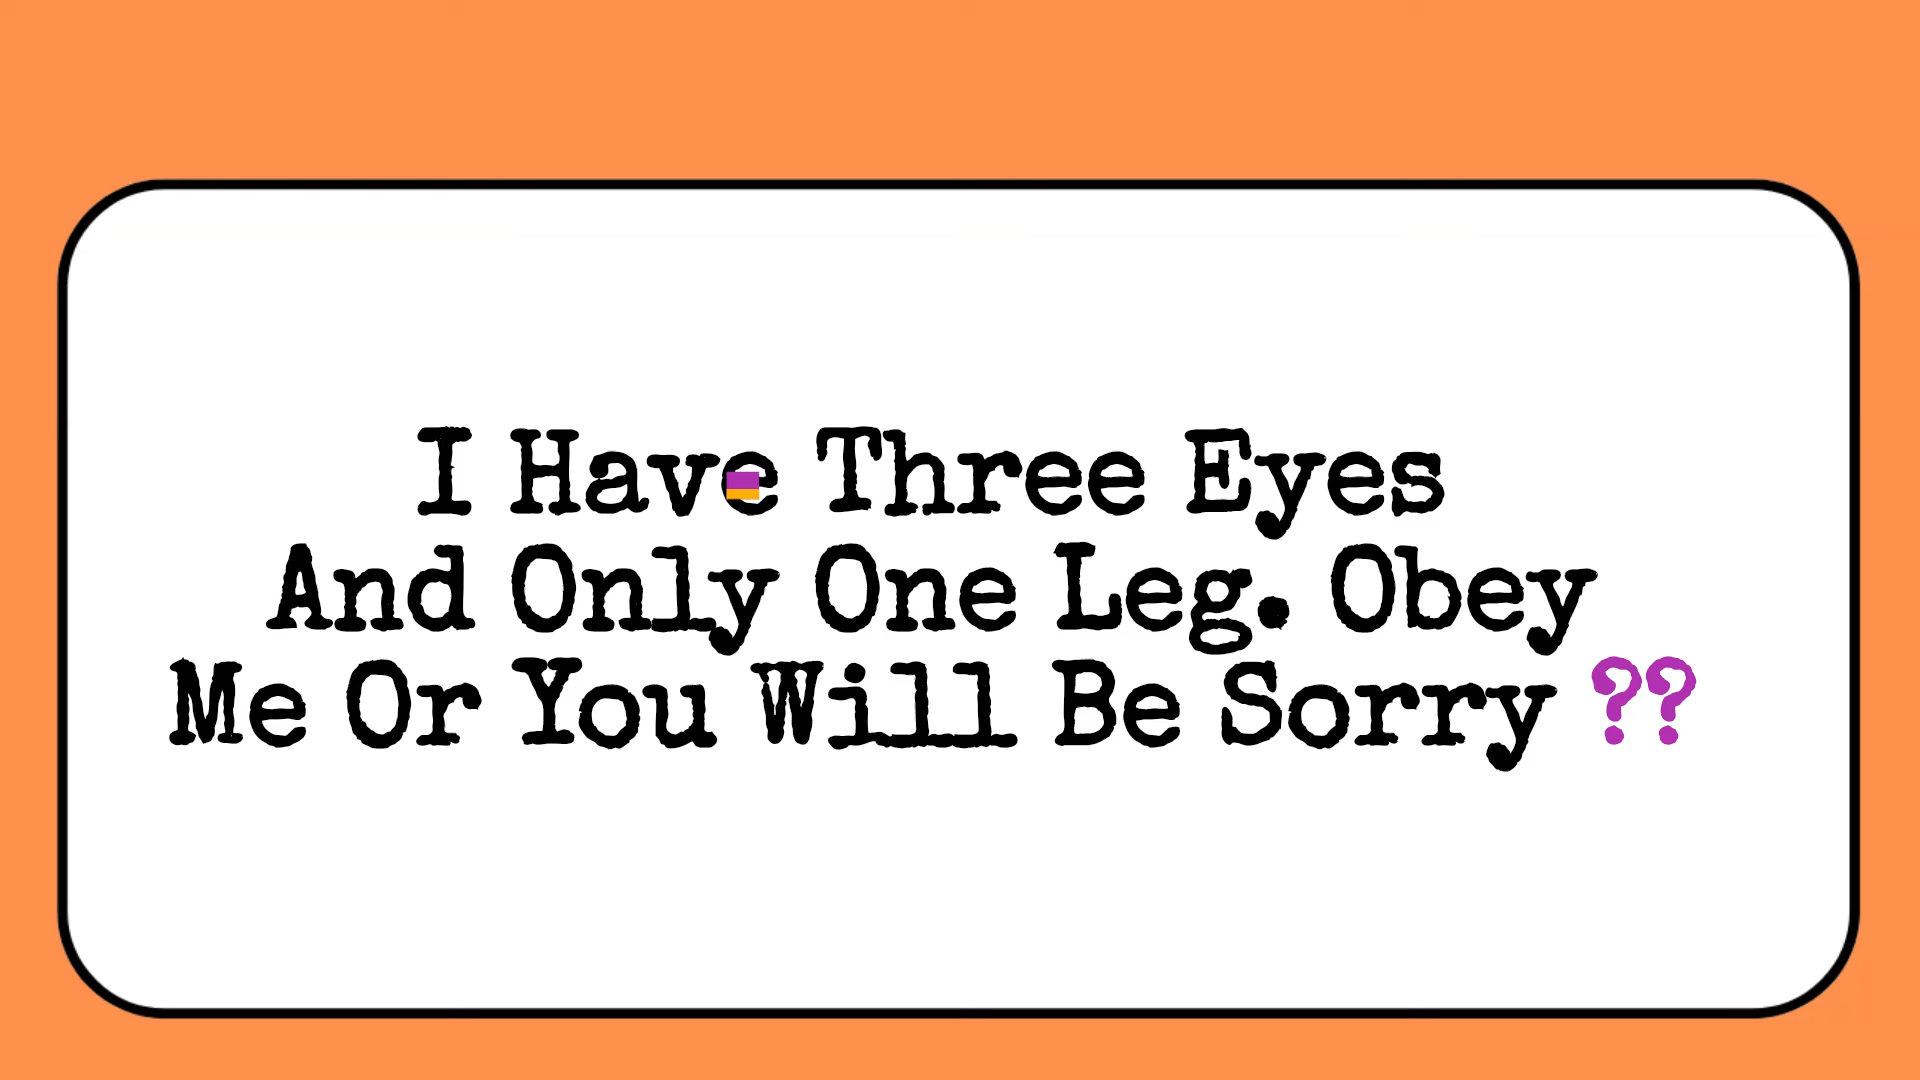 I Have Three Eyes
And Only One Leg. Obey
Me Or You Will Be Sorry ??